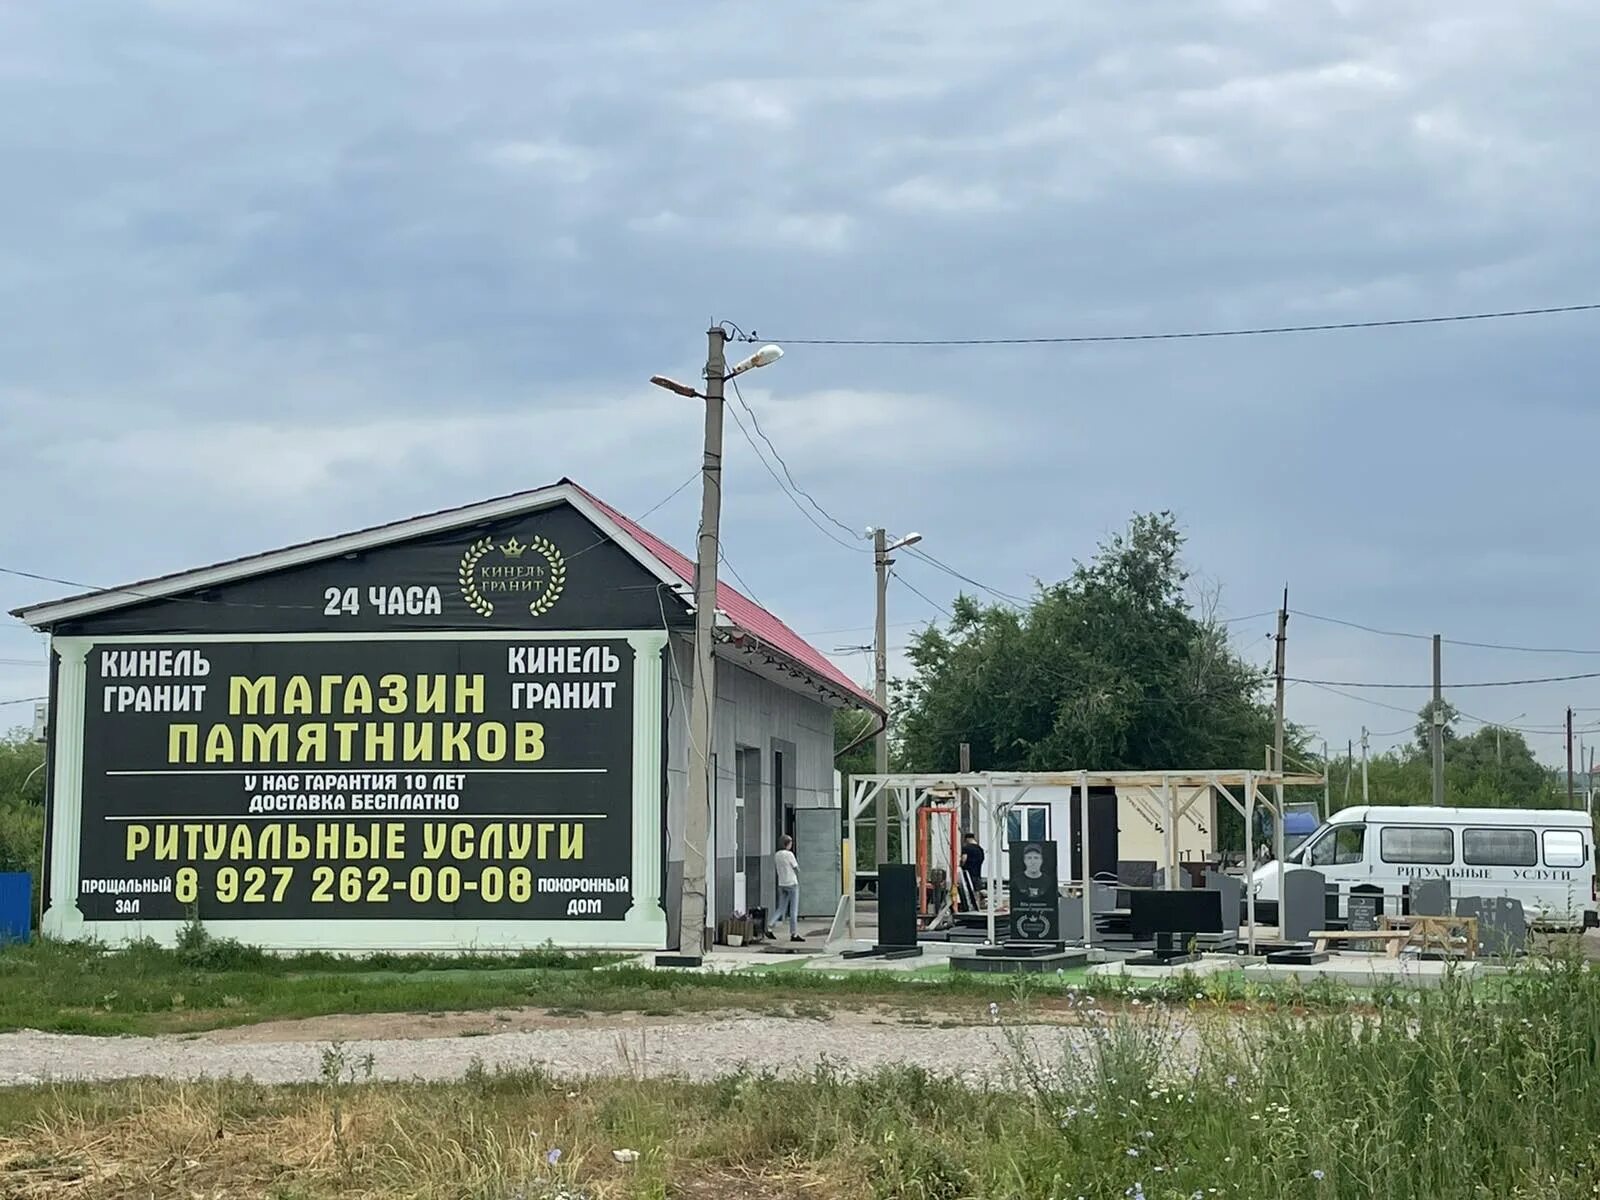 24 ЧАСА
КИНЕЛЬ
ГРАНИТ
КИНЕЛЬ
ГРАНИТ
КИНЕЛЬ
ГРАНИТ
МАГАЗИН
ПАМЯТНИКОВ
У НАС ГАРАНТИЯ 10 ЛЕТ
ДОСТАВКА БЕСПЛАТНО
РИТУАЛЬНЫЕ УСЛУГИ
ПРОЩАЛЬНЫЙ
ЗАЛ
8 927 262-00-08
ПОХОРОННЫЙ
ДОМ
РИТУАЛЬНЫЕ УСЛУГИ